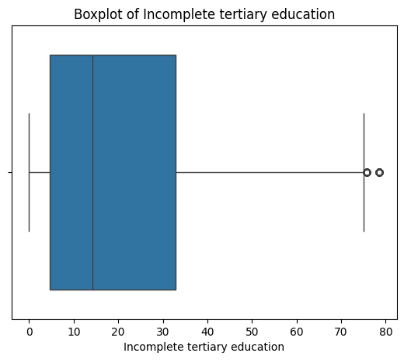 Boxplot of Incomplete tertiary education
0 10 20 30 40 50 60 70 80
Incomplete tertiary education